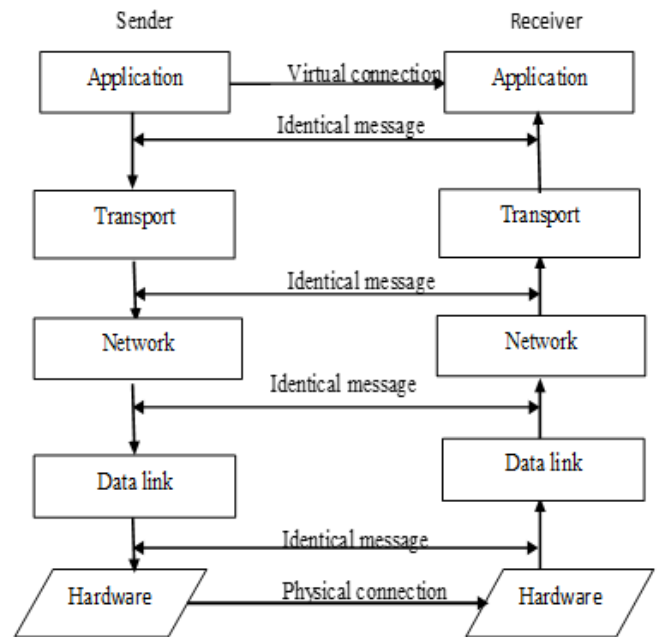 Sender Receiver
Application Virtual connection Application
Identical message
Transport Transport
Identical message
Network Network
Identical message
Data link Data link
Identical message
Hardware Physical connection Hardware